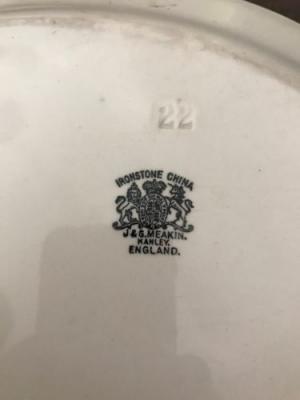 22
IRONSTONE CHINA
J&G.MEAKIN.
HANLEY.
ENGLAND.